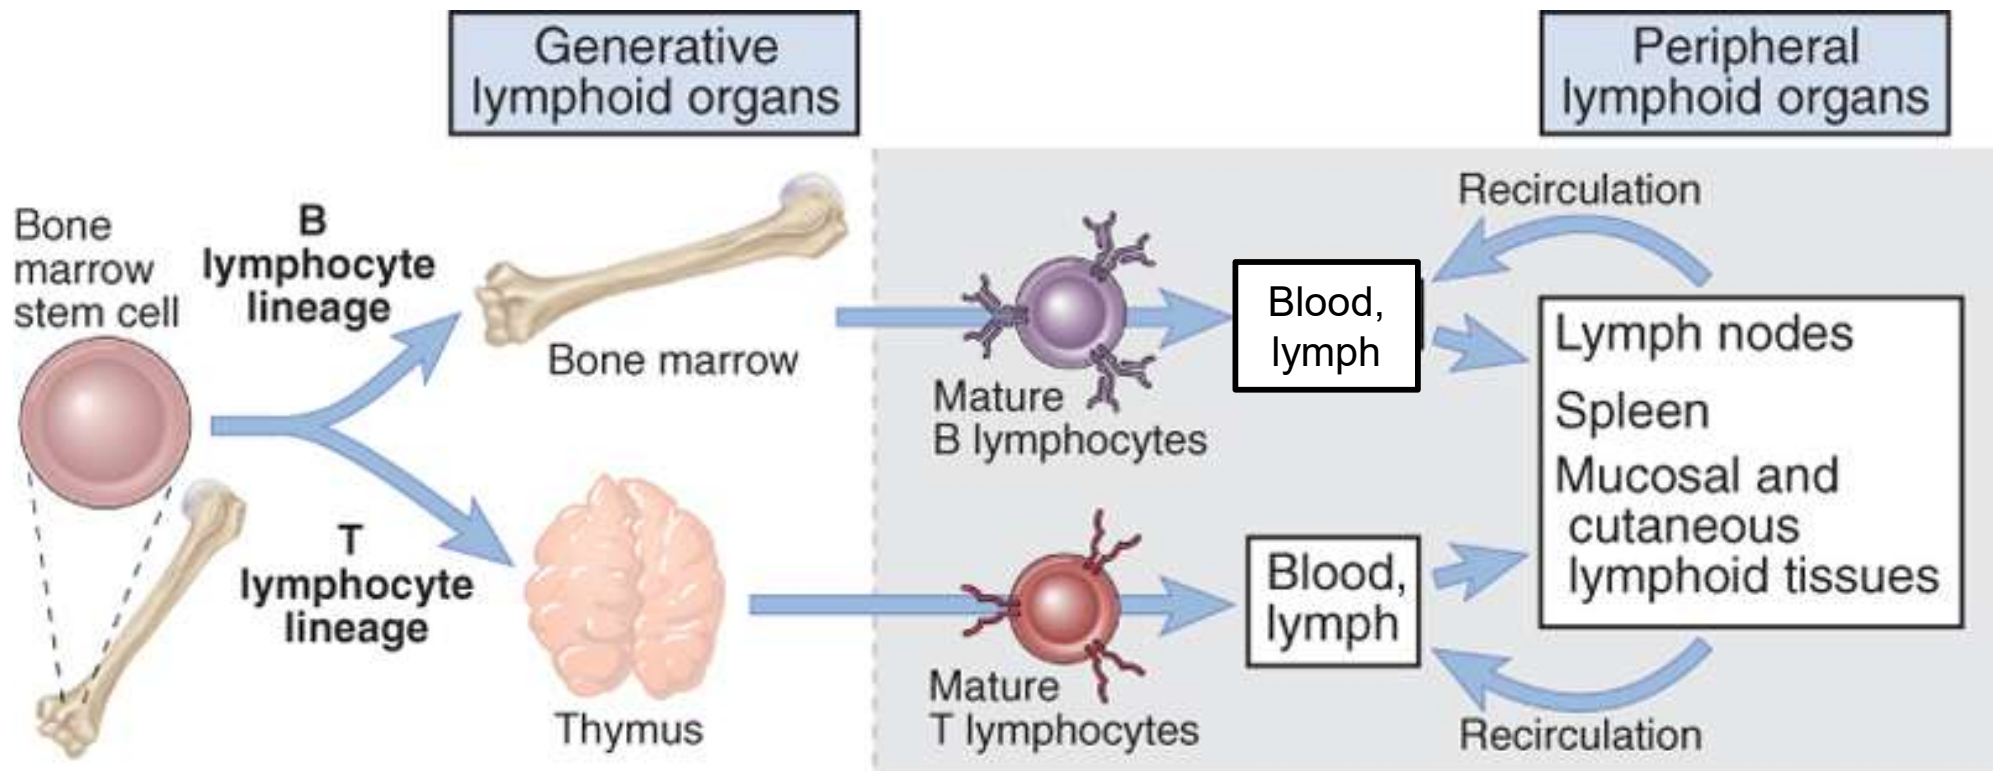 Generative
lymphoid organs
Peripheral
lymphoid organs
Bone
marrow
stem cell
B
lymphocyte
lineage
Bone marrow
T
lymphocyte
lineage
Thymus
Mature
B lymphocytes
Mature
T lymphocytes
Blood,
lymph
Blood,
lymph
Recirculation
Lymph nodes
Spleen
Mucosal and
cutaneous
lymphoid tissues
Recirculation